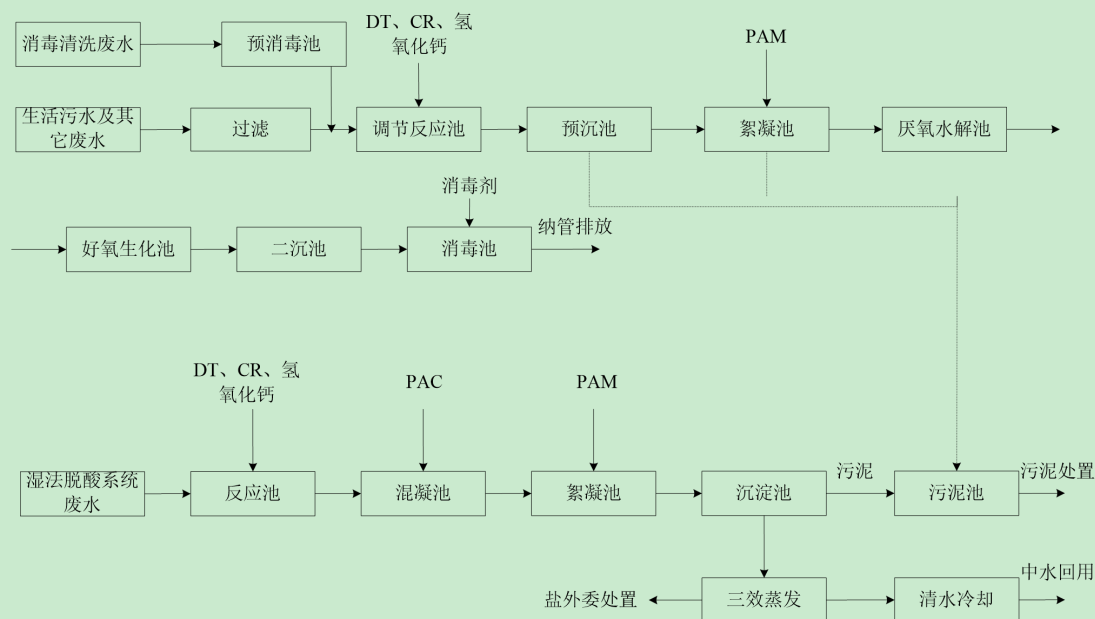 DT、CR、氢
氧化钙
PAM
消毒清洗废水
预消毒池
生活污水及其
它废水
过滤
调节反应池
预沉池
絮凝池
厌氧水解池
消毒剂
纳管排放
好氧生化池
二沉池
消毒池
DT、CR、氢
氧化钙
PAC
PAM
湿法脱酸系统
废水
反应池
混凝池
絮凝池
沉淀池
污泥
污泥池
污泥处置
盐外委处置
三效蒸发
清水冷却
中水回用